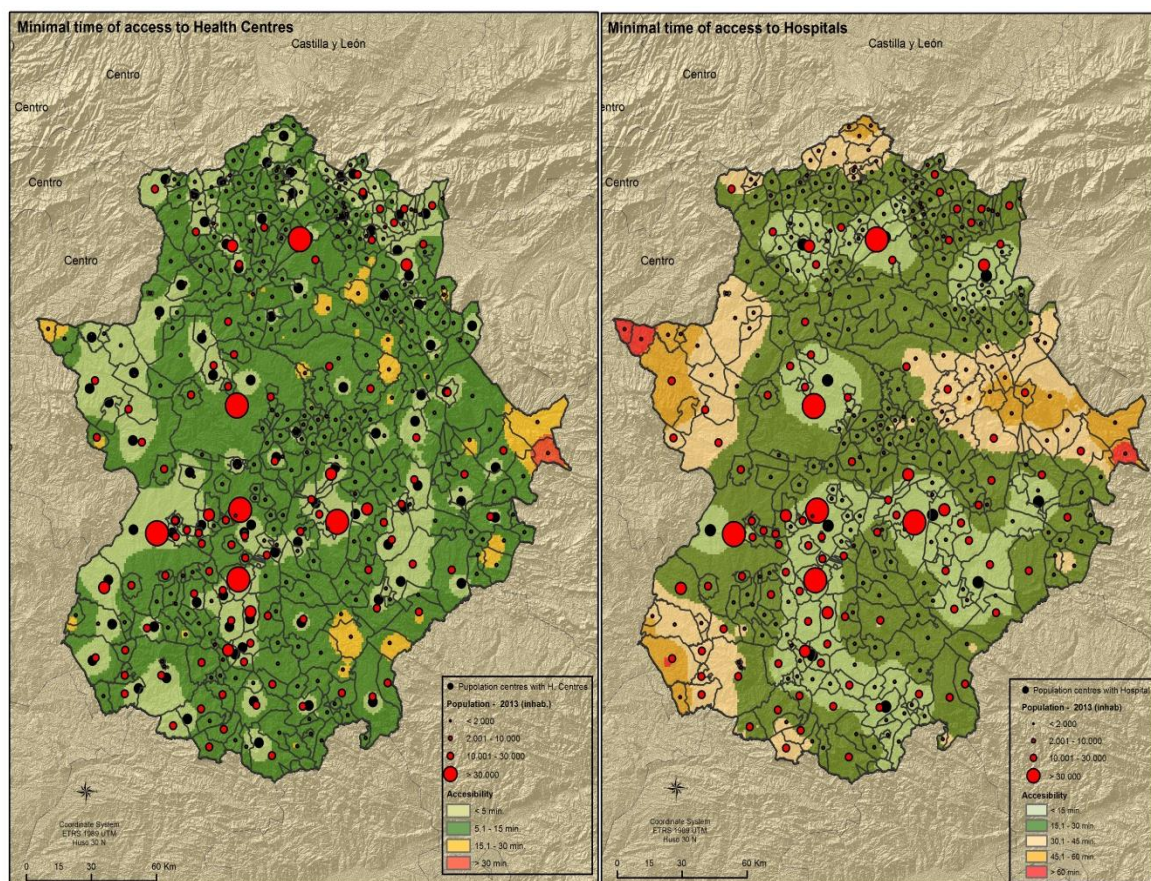 Minimal time of access to Health Centres
Castilla y León
Centro
Centro
Centro
Centro
Population centres with H. Centres
Population - 2013 (inhab.)
< 2 000
2.001 - 10.000
10.001 - 30.000
> 30.000
Accesibility
< 5 min.
5,1 - 15 min.
15,1 - 30 min.
> 30 min.
Coordinate System
ETRS 1989 UTM
Huso 30 N
0 15 30 60 Km
Minimal time of access to Hospitals
Castilla y León
Centro
Centro
Centro
Centro
Population centres with Hospital
Population - 2013 (inhab)
< 2 000
2.001 - 10.000
10.001 - 30.000
> 30 000
Accesibility
< 15 min.
15,1 - 30 min.
30,1 - 45 min.
45,1 - 60 min.
> 60 min.
Coordinate System
ETRS 1989 UTM
Huso 30 N
0 15 30 60 Km